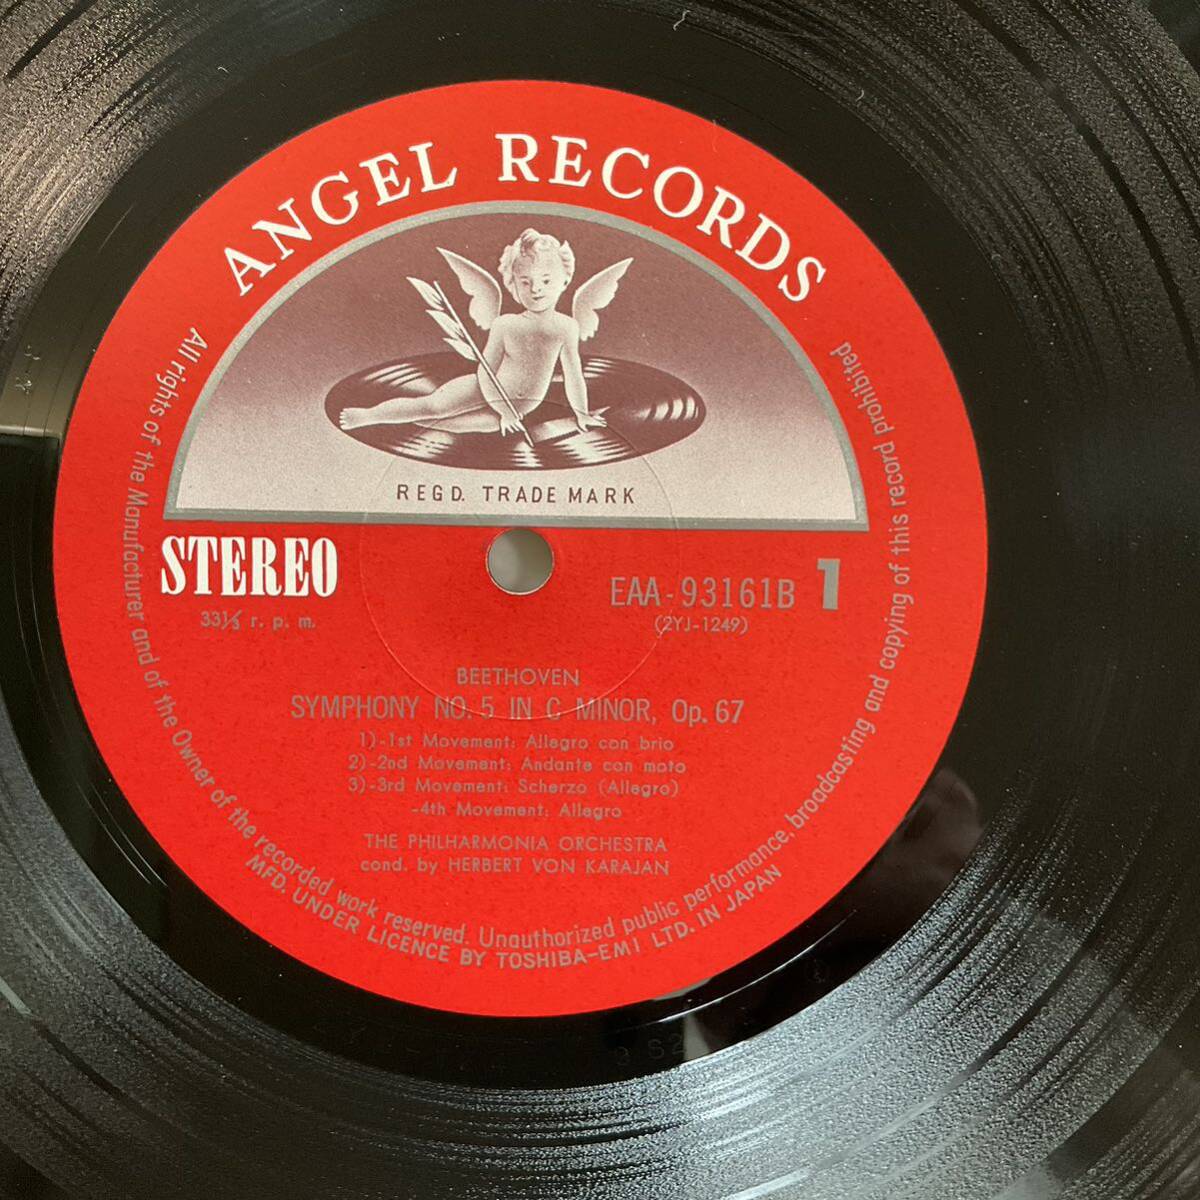 ANGEL RECORDS
REGD. TRADE MARK
STEREO
33⅓ r. p. m.
EAA-93161B 1
(2YJ-1249)
BEETHOVEN
SYMPHONY NO. 5 IN C MINOR, Op. 67
1)-1st Movement: Allegro con brio
2)-2nd Movement: Andante con moto
3)-3rd Movement: Scherzo (Allegro)
-4th Movement: Allegro
THE PHILHARMONIA ORCHESTRA
cond. by HERBERT VON KARAJAN
All rights of the Manufacturer and of the Owner of the recorded work reserved. Unauthorized public performance, broadcasting and copying of this record prohibited
MFD. UNDER LICENCE BY TOSHIBA-EMI LTD. IN JAPAN